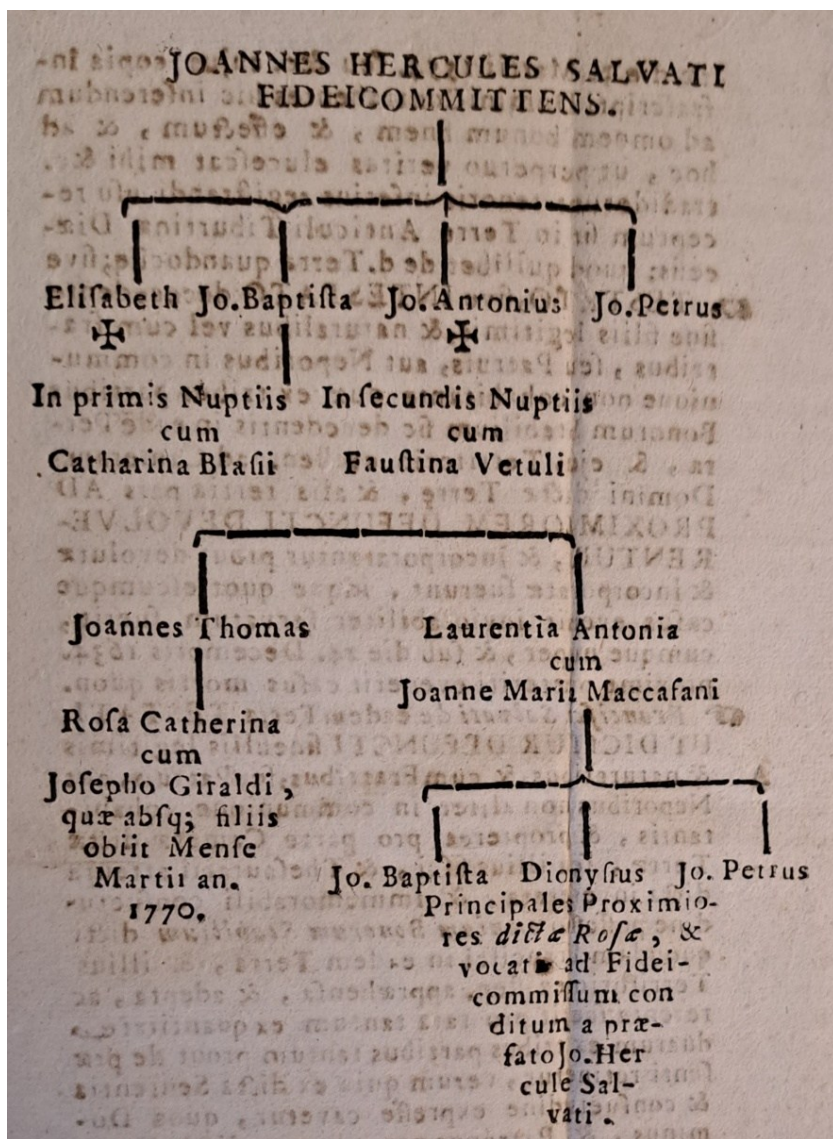 JOANNES HERCULES SALVATI
FIDEICOMMITTENS.
Eliſabeth Jo.Baptiſta Jo. Antonius Jo.Petrus
In primis Nuptiis In ſecundis Nuptiis
cum cum
Catharina Blaſii Fauſtina Vetuli
Joannes Thomas Laurentia Antonia
cum
Joanne Marii Maccafani
Roſa Catherina
cum
Joſepho Giraldi,
quæ abſq; filiis
obiit Menſe
Martii an.
1770.
Jo. Baptiſta Dionyſius Jo. Petrus
Principales Proximio-
res dictæ Roſæ, &
vocati ad Fidei-
commiſſum con
ditum a præ-
fato Jo. Her
cule Sal-
vati.